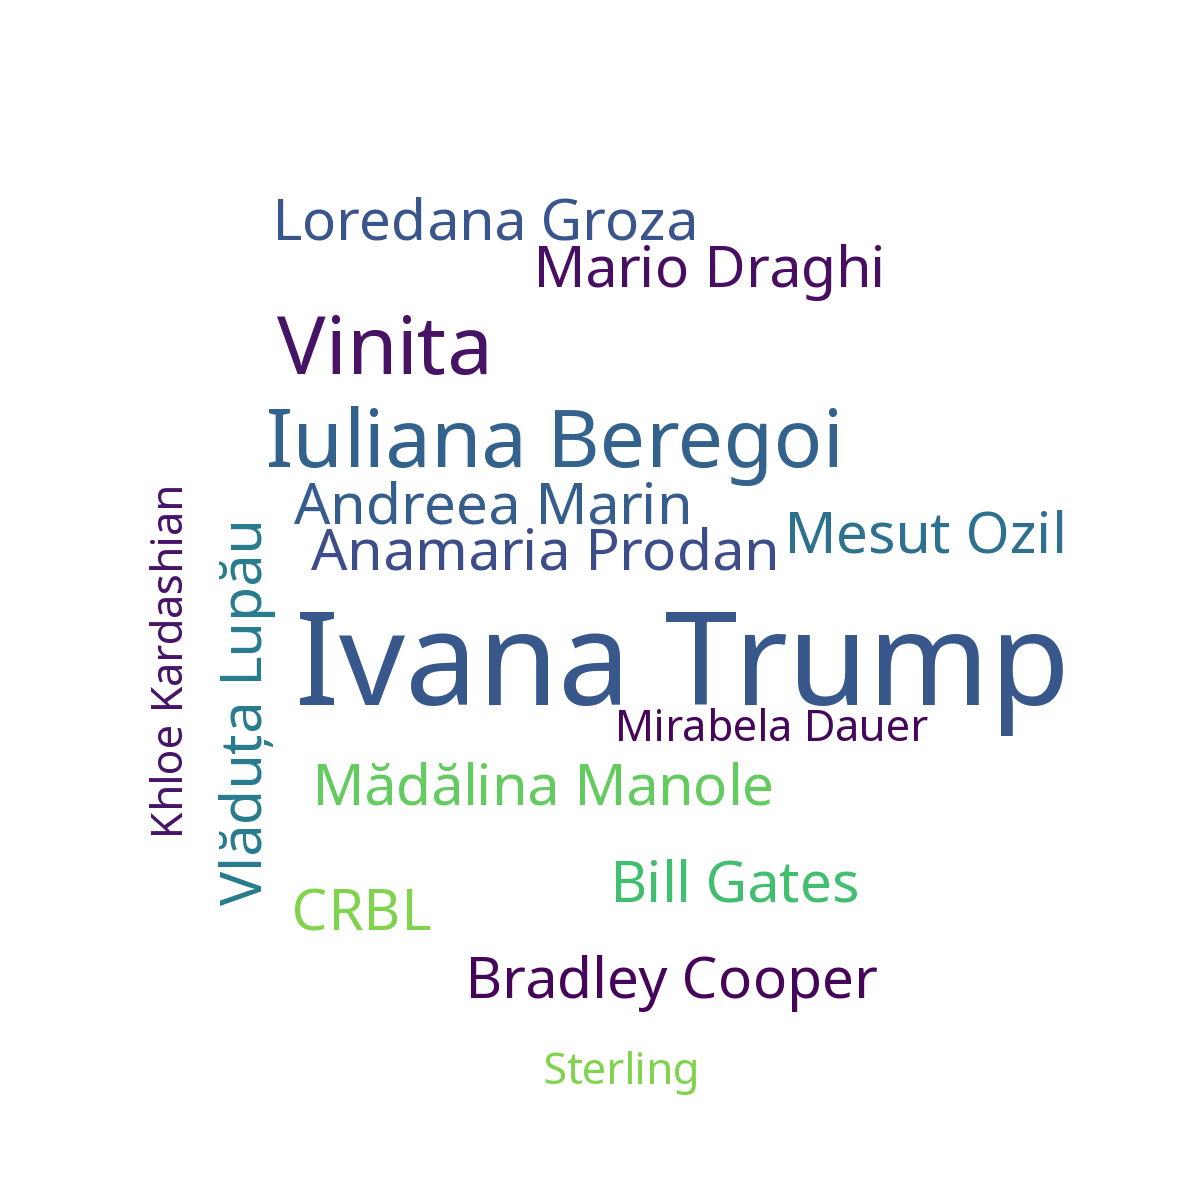 Loredana Groza
Mario Draghi
Vinita
Iuliana Beregoi
Andreea Marin
Mesut Ozil
Anamaria Prodan
Khloe Kardashian
Vlăduța Lupău
Ivana Trump
Mirabela Dauer
Mădălina Manole
Bill Gates
CRBL
Bradley Cooper
Sterling